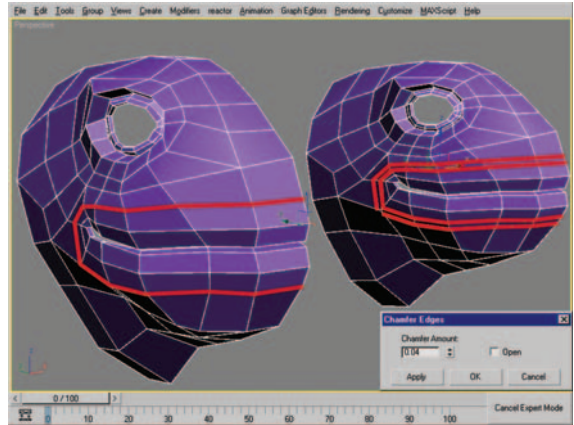 File Edit Tools Group Views Create Modifiers reactor Animation Graph Editors Rendering Customize MAXScript Help
Perspective
Chamfer Edges
Chamfer Amount:
0.04
Open
Apply OK Cancel
0 / 100
0 10 20 30 40 50 60 70 80 90 100
Cancel Expert Mode